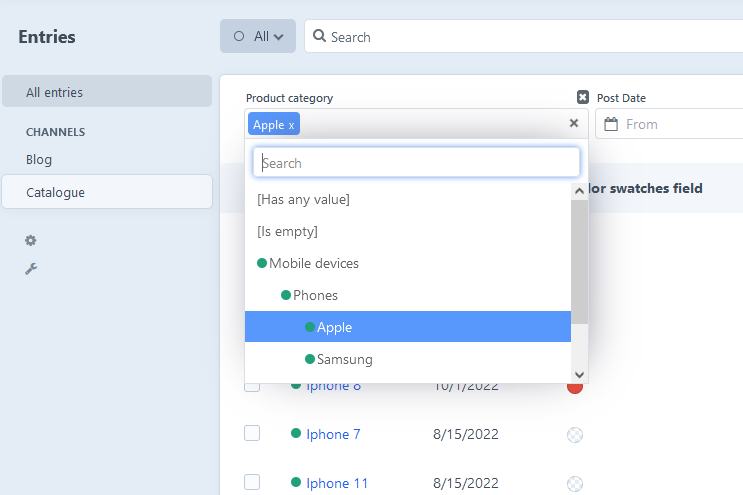 Entries
All
Search
All entries
CHANNELS
Blog
Catalogue
Product category
Post Date
Apple x
From
Search
[Has any value]
[Is empty]
Mobile devices
Phones
Apple
Samsung
lor swatches field
Iphone 8 10/1/2022
Iphone 7 8/15/2022
Iphone 11 8/15/2022